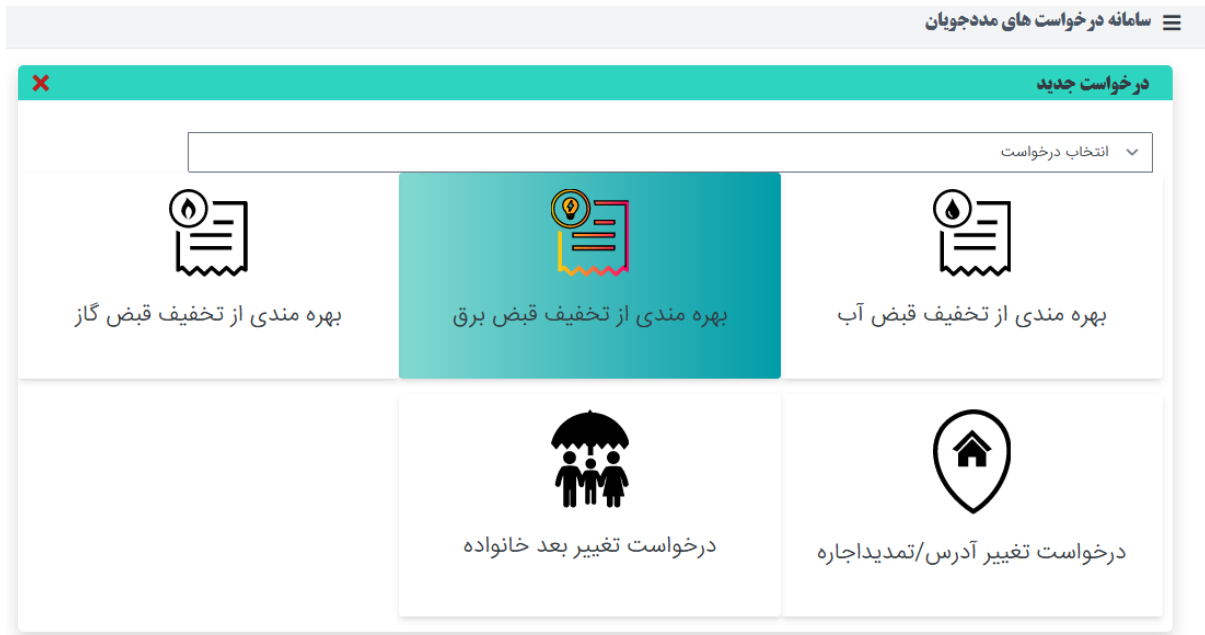 سامانه درخواست های مددجویان
درخواست جدید
انتخاب درخواست
بهره مندی از تخفیف قبض آب
بهره مندی از تخفیف قبض برق
بهره مندی از تخفیف قبض گاز
درخواست تغییر آدرس/تمدیداجاره
درخواست تغییر بعد خانواده